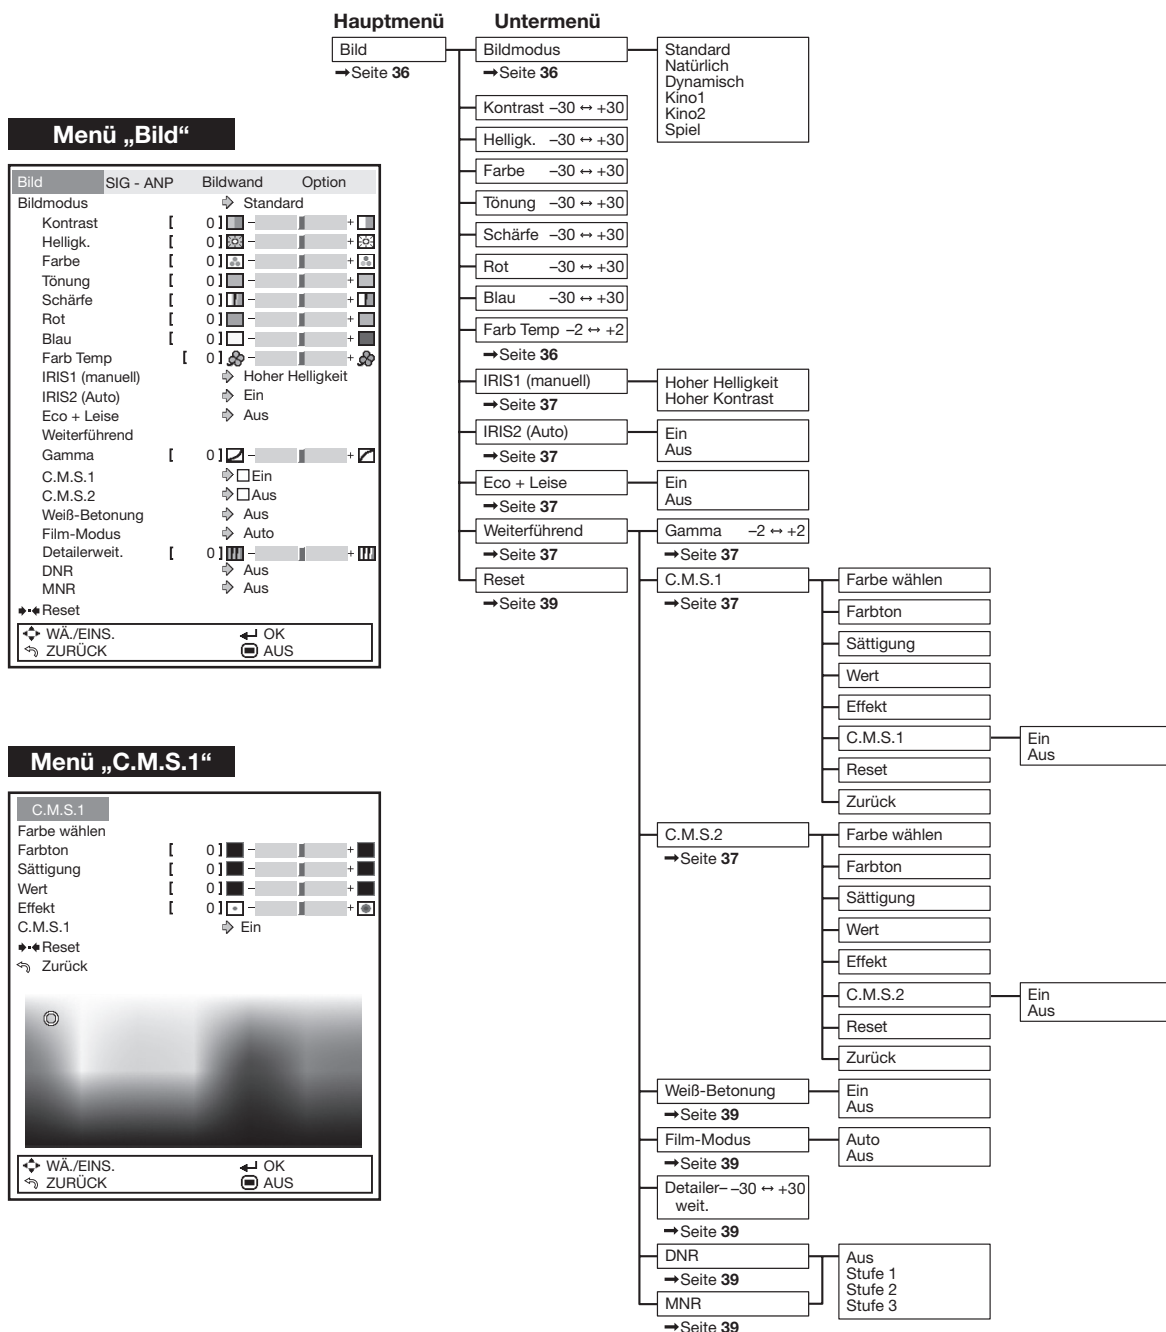 Hauptmenü Untermenü
Bild
➞Seite 36
Bildmodus
➞Seite 36
Standard
Natürlich
Dynamisch
Kino1
Kino2
Spiel
Kontrast –30 ↔ +30
Helligk. –30 ↔ +30
Farbe –30 ↔ +30
Tönung –30 ↔ +30
Schärfe –30 ↔ +30
Rot –30 ↔ +30
Blau –30 ↔ +30
Farb Temp –2 ↔ +2
➞Seite 36
IRIS1 (manuell)
➞Seite 37
Hoher Helligkeit
Hoher Kontrast
IRIS2 (Auto)
➞Seite 37
Ein
Aus
Eco + Leise
➞Seite 37
Ein
Aus
Weiterführend
➞Seite 37
Reset
➞Seite 39
Gamma –2 ↔ +2
➞Seite 37
C.M.S.1
➞Seite 37
Farbe wählen
Farbton
Sättigung
Wert
Effekt
C.M.S.1
Ein
Aus
Reset
Zurück
C.M.S.2
➞Seite 37
Farbe wählen
Farbton
Sättigung
Wert
Effekt
C.M.S.2
Ein
Aus
Reset
Zurück
Weiß-Betonung
➞Seite 39
Ein
Aus
Film-Modus
➞Seite 39
Auto
Aus
Detailer– –30 ↔ +30
weit.
➞Seite 39
DNR
➞Seite 39
MNR
➞Seite 39
Aus
Stufe 1
Stufe 2
Stufe 3
Menü „Bild“
Bild SIG - ANP Bildwand Option
Bildmodus Standard
Kontrast [ 0 ] – +
Helligk. [ 0 ] – +
Farbe [ 0 ] – +
Tönung [ 0 ] – +
Schärfe [ 0 ] – +
Rot [ 0 ] – +
Blau [ 0 ] – +
Farb Temp [ 0 ] – +
IRIS1 (manuell) Hoher Helligkeit
IRIS2 (Auto) Ein
Eco + Leise Aus
Weiterführend
Gamma [ 0 ] – +
C.M.S.1 Ein
C.M.S.2 Aus
Weiß-Betonung Aus
Film-Modus Auto
Detailerweit. [ 0 ] – +
DNR Aus
MNR Aus
Reset
WÄ./EINS. OK
ZURÜCK AUS
Menü „C.M.S.1“
C.M.S.1
Farbe wählen
Farbton [ 0 ] – +
Sättigung [ 0 ] – +
Wert [ 0 ] – +
Effekt [ 0 ] – +
C.M.S.1 Ein
Reset
Zurück
WÄ./EINS. OK
ZURÜCK AUS